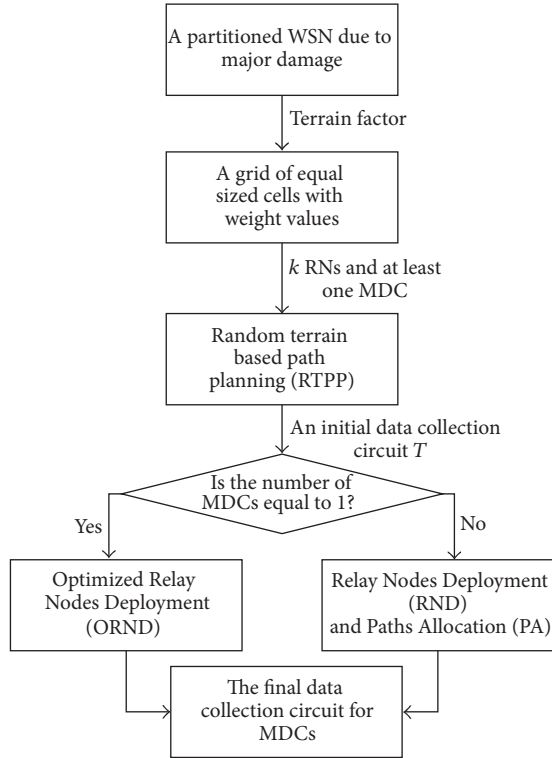 A partitioned WSN due to
major damage
Terrain factor
A grid of equal
sized cells with
weight values
k RNs and at least
one MDC
Random terrain
based path
planning (RTPP)
An initial data collection
circuit T
Is the number of
MDCs equal to 1?
Yes
No
Optimized Relay
Nodes Deployment
(ORND)
Relay Nodes Deployment
(RND)
and Paths Allocation (PA)
The final data
collection circuit for
MDCs